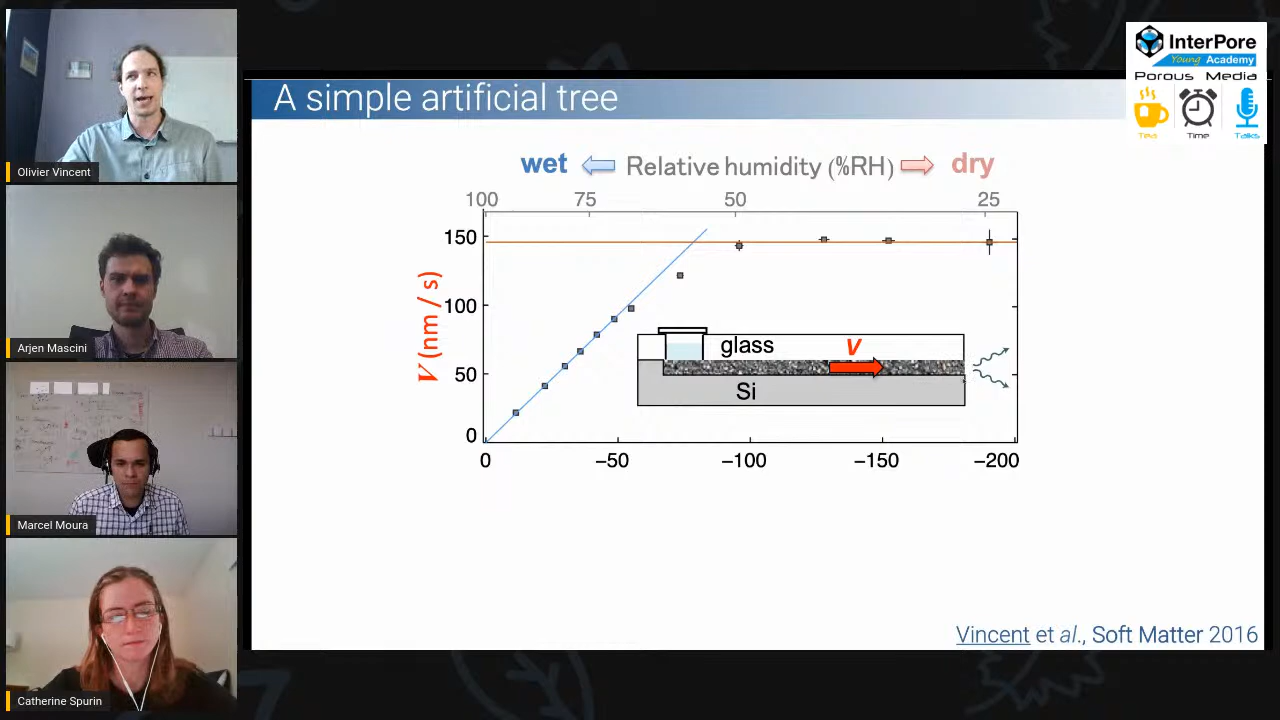 A simple artificial tree
InterPore
Young Academy
Porous Media
Tea Time Talks
wet Relative humidity (%RH) dry
100 75 50 25
150
100
50
0
V (nm / s)
glass V
Si
0 −50 −100 −150 −200
Vincent et al., Soft Matter 2016
Olivier Vincent
Arjen Mascini
Marcel Moura
Catherine Spurin